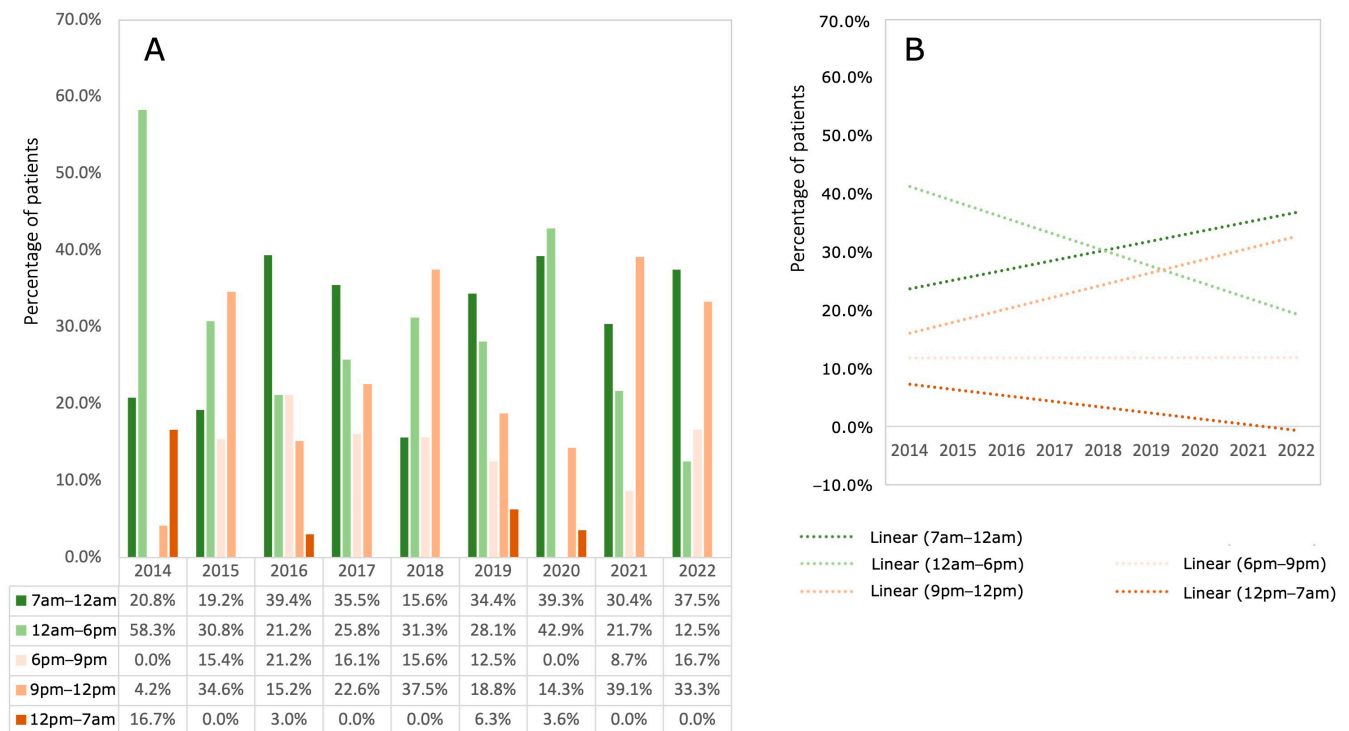 A
Percentage of patients
70.0%
60.0%
50.0%
40.0%
30.0%
20.0%
10.0%
0.0%
2014 2015 2016 2017 2018 2019 2020 2021 2022
7am–12am 20.8% 19.2% 39.4% 35.5% 15.6% 34.4% 39.3% 30.4% 37.5%
12am–6pm 58.3% 30.8% 21.2% 25.8% 31.3% 28.1% 42.9% 21.7% 12.5%
6pm–9pm 0.0% 15.4% 21.2% 16.1% 15.6% 12.5% 0.0% 8.7% 16.7%
9pm–12pm 4.2% 34.6% 15.2% 22.6% 37.5% 18.8% 14.3% 39.1% 33.3%
12pm–7am 16.7% 0.0% 3.0% 0.0% 0.0% 6.3% 3.6% 0.0% 0.0%
B
Percentage of patients
70.0%
60.0%
50.0%
40.0%
30.0%
20.0%
10.0%
0.0%
2014 2015 2016 2017 2018 2019 2020 2021 2022
–10.0%
Linear (7am–12am)
Linear (12am–6pm) Linear (6pm–9pm)
Linear (9pm–12pm) Linear (12pm–7am)